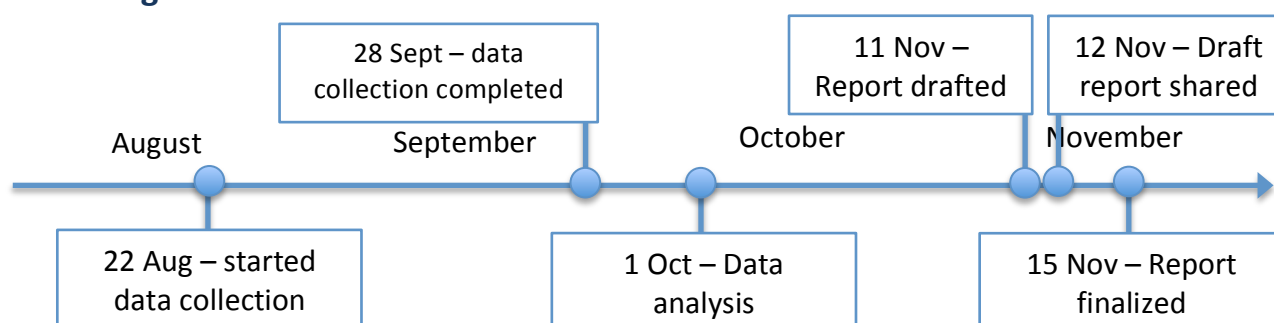 28 Sept – data
collection completed
11 Nov –
Report drafted
12 Nov – Draft
report shared
August
September
October
November
22 Aug – started
data collection
1 Oct – Data
analysis
15 Nov – Report
finalized